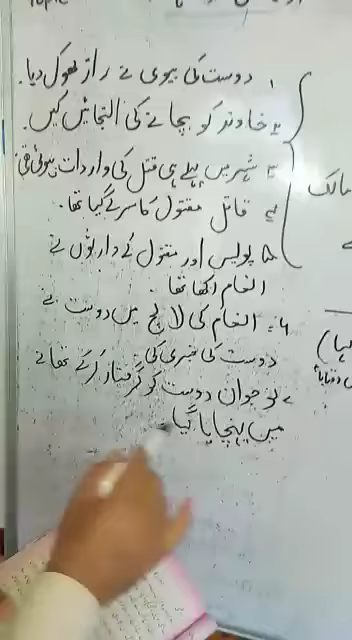 Topic
۱. دوست کی بیوی نے راز کھول دیا۔
۲ خاوند کو بچانے کی التجائیں کیں۔
۳ شہر میں پہلے ہی قتل کی واردات ہوئی تھی
۴ قاتل مقتول کا سر لے گیا تھا۔
۵ پولیس اور مقتول کے وارثوں نے
انعام رکھا تھا۔
۶۔ انعام کی لالچ میں دوست نے
دوست کی مخبری کی۔
۷ نوجوان دوست کو گرفتار کر کے تھانے
میں پہنچایا گیا۔